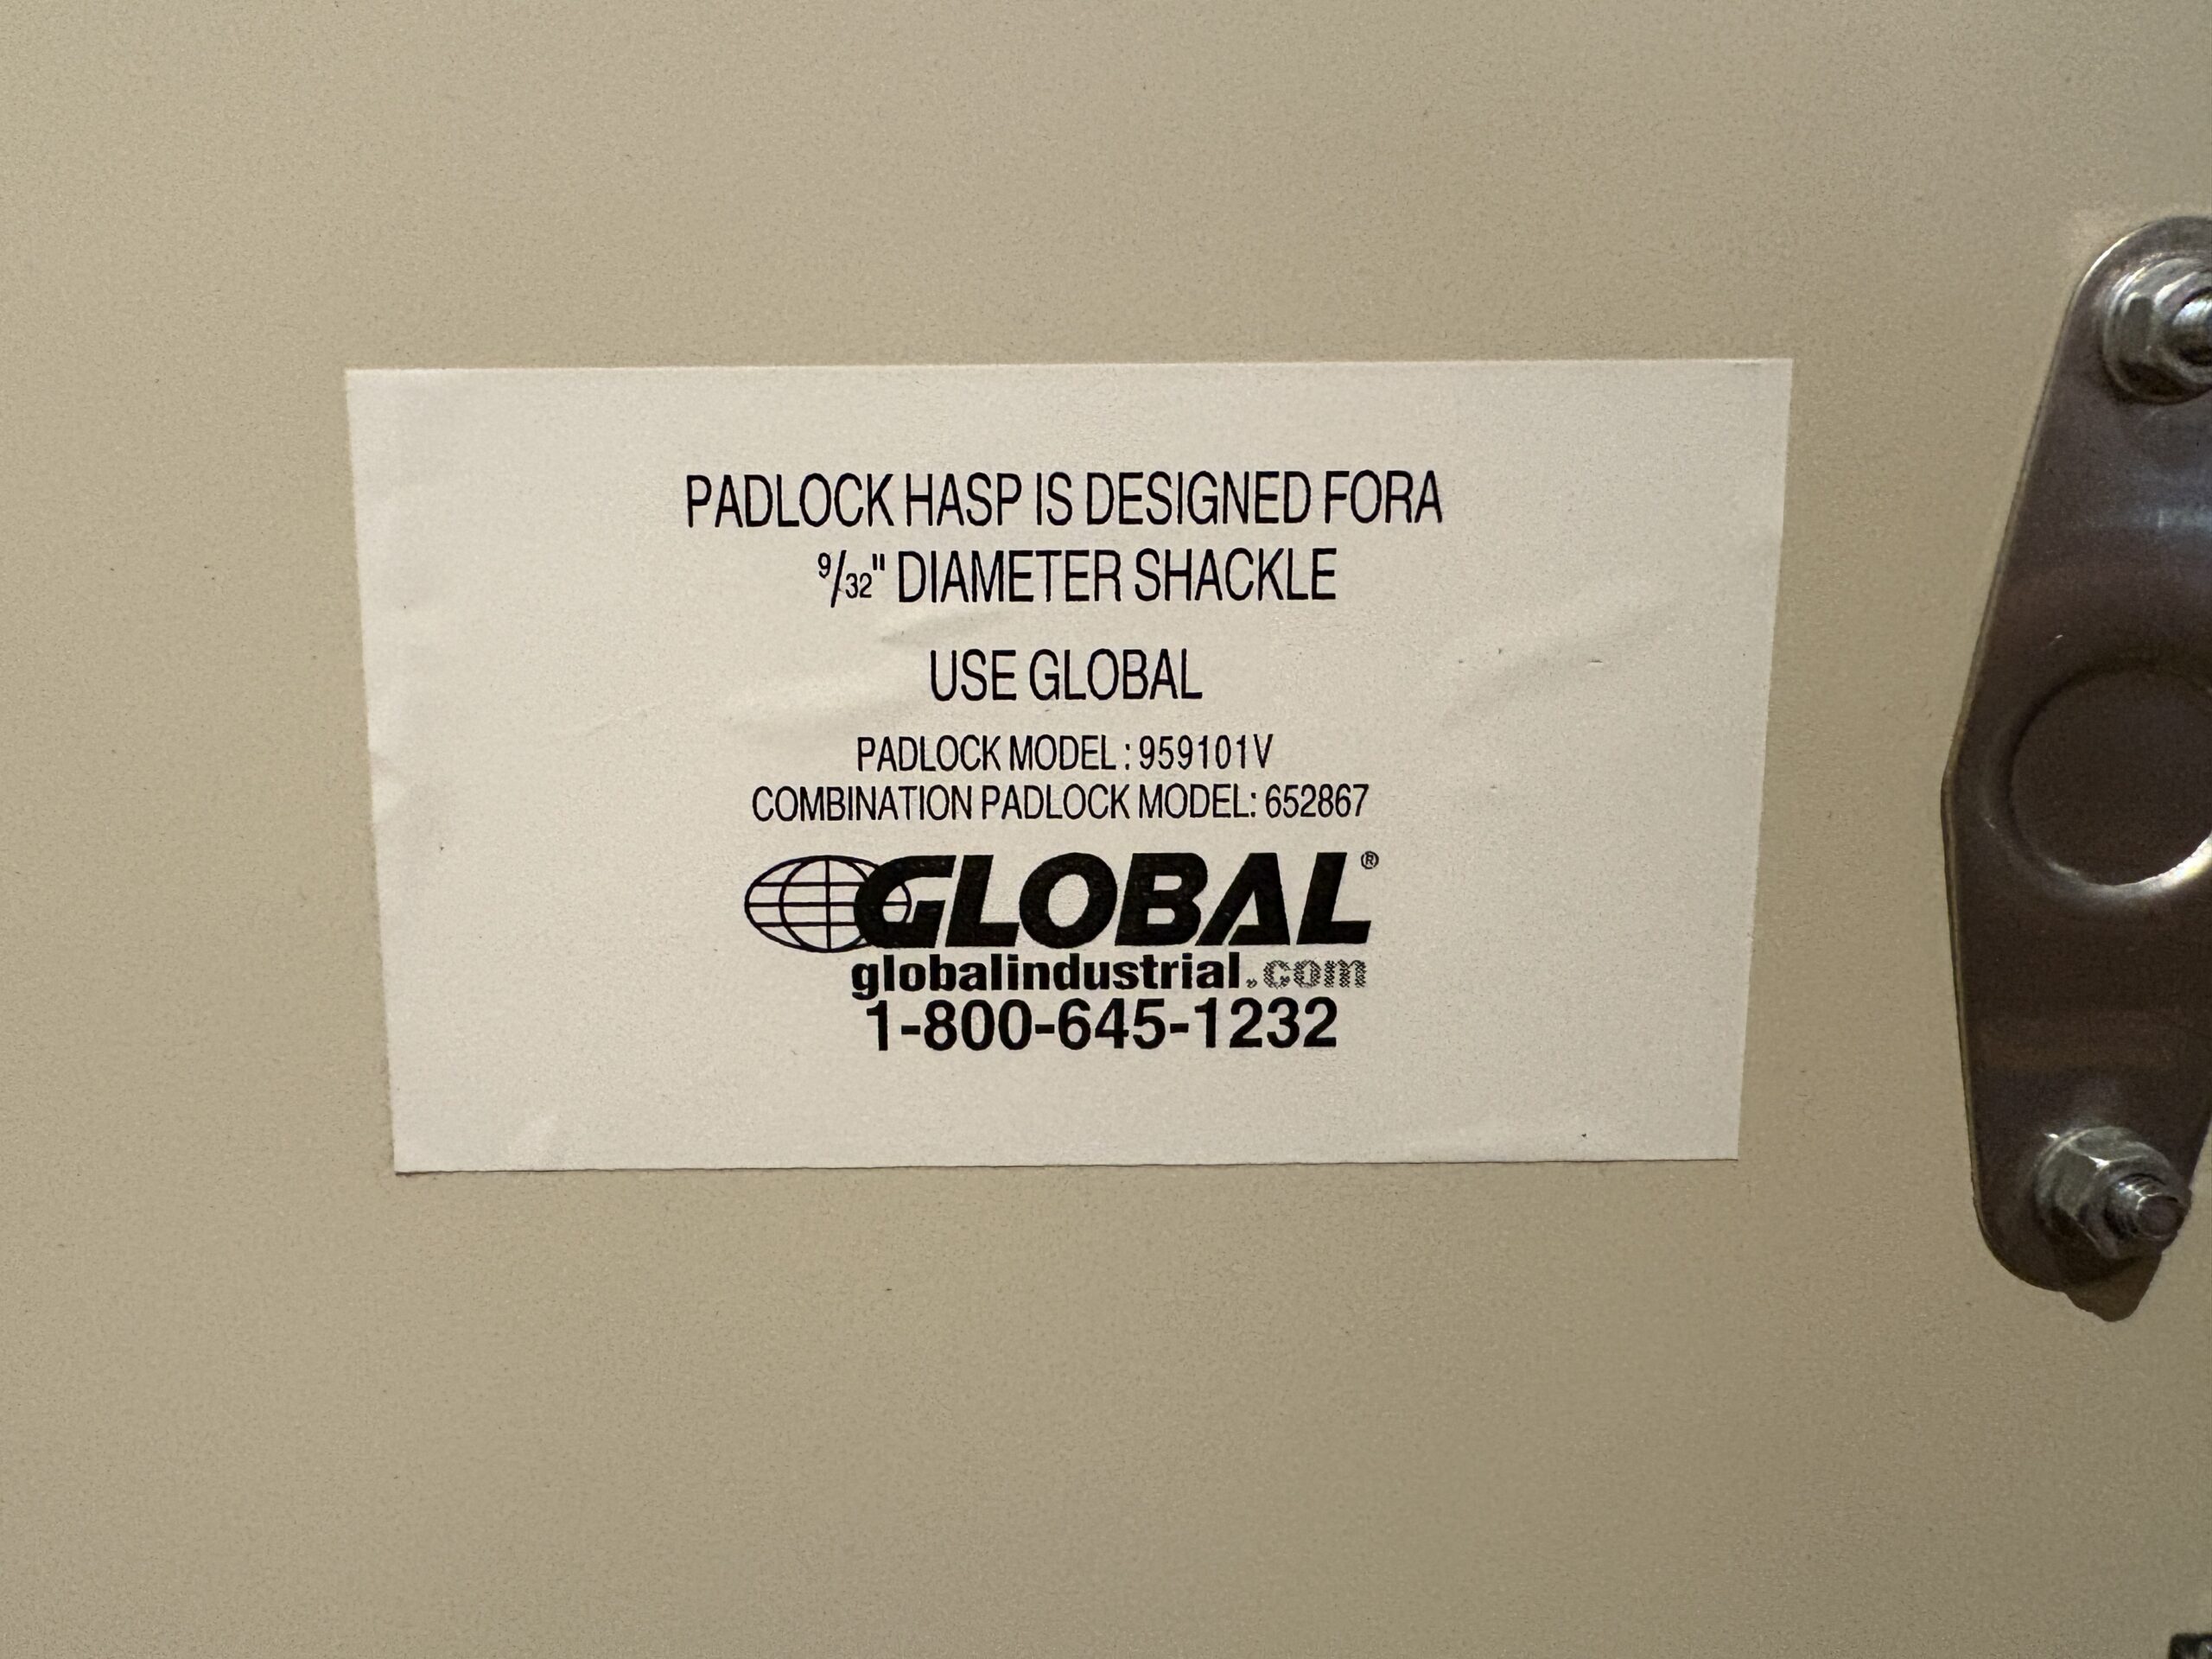 PADLOCK HASP IS DESIGNED FOR A
9/32" DIAMETER SHACKLE
USE GLOBAL
PADLOCK MODEL : 959101V
COMBINATION PADLOCK MODEL: 652867
GLOBAL®
globalindustrial.com
1-800-645-1232